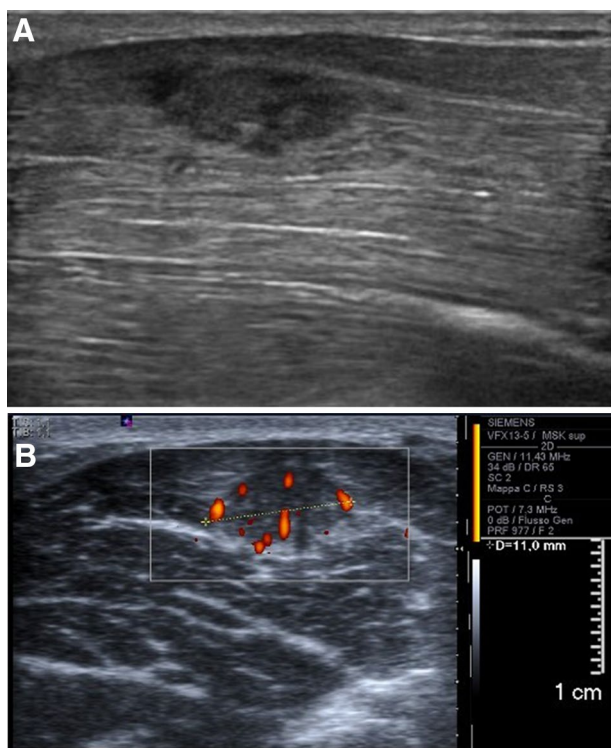 A
B
SIEMENS
VFX13-5 / MSK sup
2D
GEN / 11.43 MHz
34 dB / DR 65
SC 2
Mappa C / RS 3
C
POT / 7.3 MHz
0 dB / Flusso Gen
PRF 977 / F 2
D=11,0 mm
1 cm